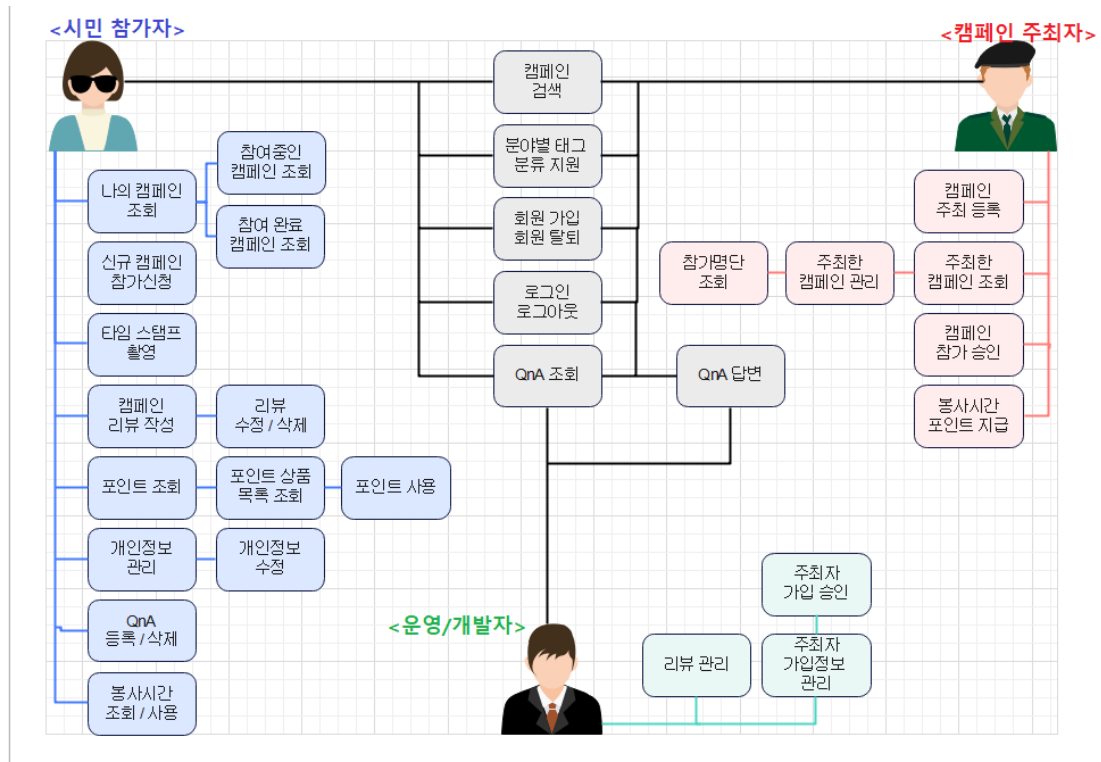 <시민 참가자>
<캠페인 주최자>
캠페인
검색
분야별 태그
분류 지원
회원 가입
회원 탈퇴
로그인
로그아웃
QnA 조회
QnA 답변
나의 캠페인
조회
참여중인
캠페인 조회
참여 완료
캠페인 조회
신규 캠페인
참가신청
타임 스탬프
촬영
캠페인
리뷰 작성
리뷰
수정 / 삭제
포인트 조회
포인트 상품
목록 조회
포인트 사용
개인정보
관리
개인정보
수정
QnA
등록 / 삭제
봉사시간
조회 / 사용
캠페인
주최 등록
참가명단
조회
주최한
캠페인 관리
주최한
캠페인 조회
캠페인
참가 승인
봉사시간
포인트 지급
<운영/개발자>
리뷰 관리
주최자
가입 승인
주최자
가입정보
관리